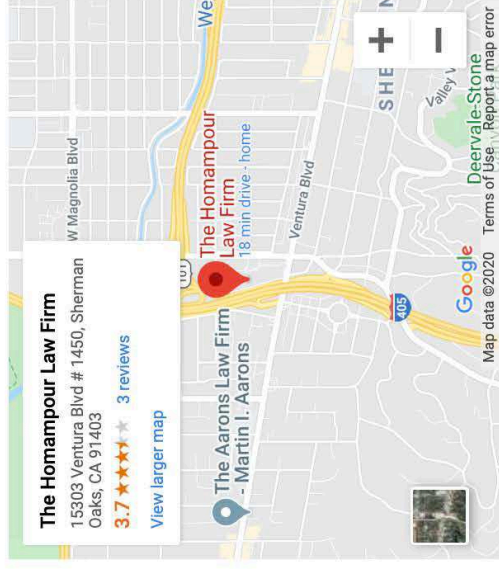 The Homampour Law Firm
15303 Ventura Blvd # 1450, Sherman
Oaks, CA 91403
3.7 3 reviews
View larger map
W Magnolia Blvd
We
101
The Homampour
Law Firm
18 min drive - home
The Aarons Law Firm
- Martin I. Aarons
Ventura Blvd
405
SHE
N
Valley V
Deervale-Stone
Google
+
−
Map data ©2020 Terms of Use Report a map error